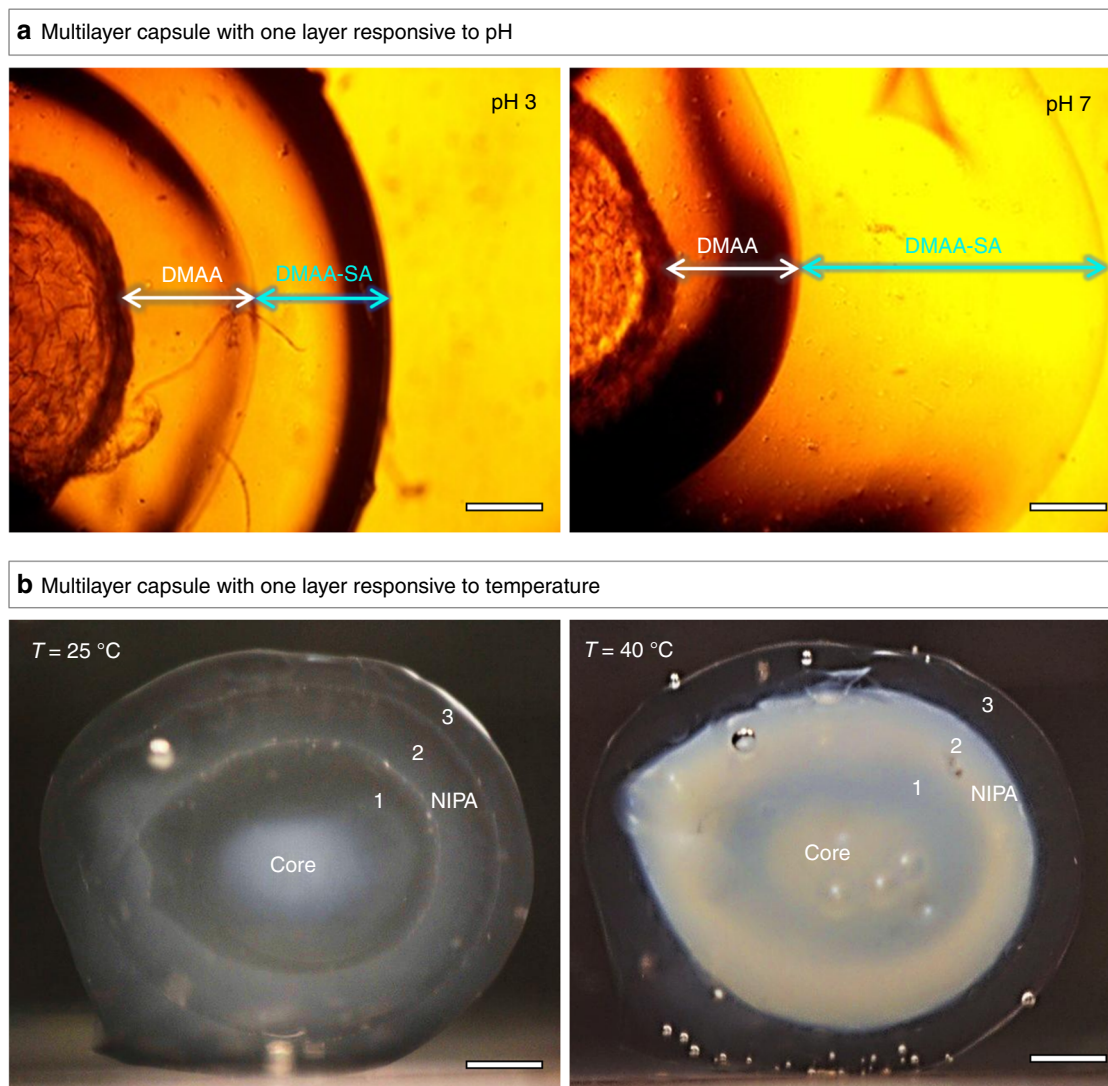 a Multilayer capsule with one layer responsive to pH
pH 3
DMAA
DMAA-SA
pH 7
DMAA
DMAA-SA
b Multilayer capsule with one layer responsive to temperature
T = 25 °C
3
2
NIPA
1
Core
T = 40 °C
3
2
1
NIPA
Core